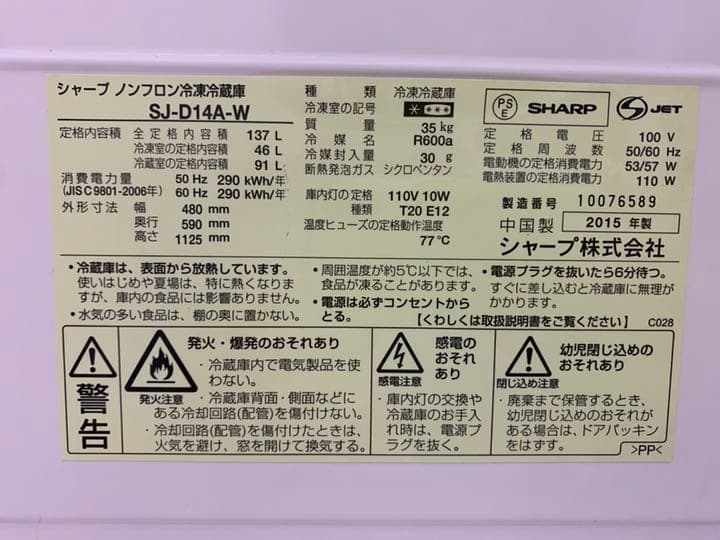 シャープ ノンフロン冷凍冷蔵庫
SJ-D14A-W
定格内容積 全定格内容積 137 L
冷凍室の定格内容積 46 L
冷蔵室の定格内容積 91 L
消費電力量 50 Hz 290 kWh/年
(JIS C 9801-2006年) 60 Hz 290 kWh/年
外形寸法 幅 480 mm
奥行 590 mm
高さ 1125 mm
種類 冷凍冷蔵庫
冷凍室の記号
質量 35 kg
冷媒名 R600a
冷媒封入量 30 g
断熱発泡ガス シクロペンタン
庫内灯の定格 110V 10W
種類 T20 E12
温度ヒューズの定格動作温度
77℃
PS E SHARP S JET
定格電圧 100 V
定格周波数 50/60 Hz
電動機の定格消費電力 53/57 W
電熱装置の定格消費電力 110 W
製造番号 10076589
中国製 2015 年製
シャープ株式会社
・冷蔵庫は、表面から放熱しています。
使いはじめや夏場は、特に熱くなりま
すが、庫内の食品には影響ありません。
・水気の多い食品は、棚の奥に置かない。
・周囲温度が約5℃以下では、
食品が凍ることがあります。
・電源は必ずコンセントから
とる。
・電源プラグを抜いたら6分待つ。
すぐに差し込むと冷蔵庫に無理が
かかります。
【くわしくは取扱説明書をご覧ください】 C028
警告
発火・爆発のおそれあり
発火注意
・冷蔵庫内で電気製品を使
わない。
・冷蔵庫背面・側面などに
ある冷却回路(配管)を傷付けない。
・冷却回路(配管)を傷付けたときは、
火気を避け、窓を開けて換気する。
感電の
おそれ
あり
感電注意
・庫内灯の交換や
冷蔵庫のお手入
れ時は、電源プ
ラグを抜く。
幼児閉じ込めの
おそれあり
閉じ込め注意
・廃棄まで保管するとき、
幼児閉じ込めのおそれが
ある場合は、ドアパッキン
をはずす。
>PP<